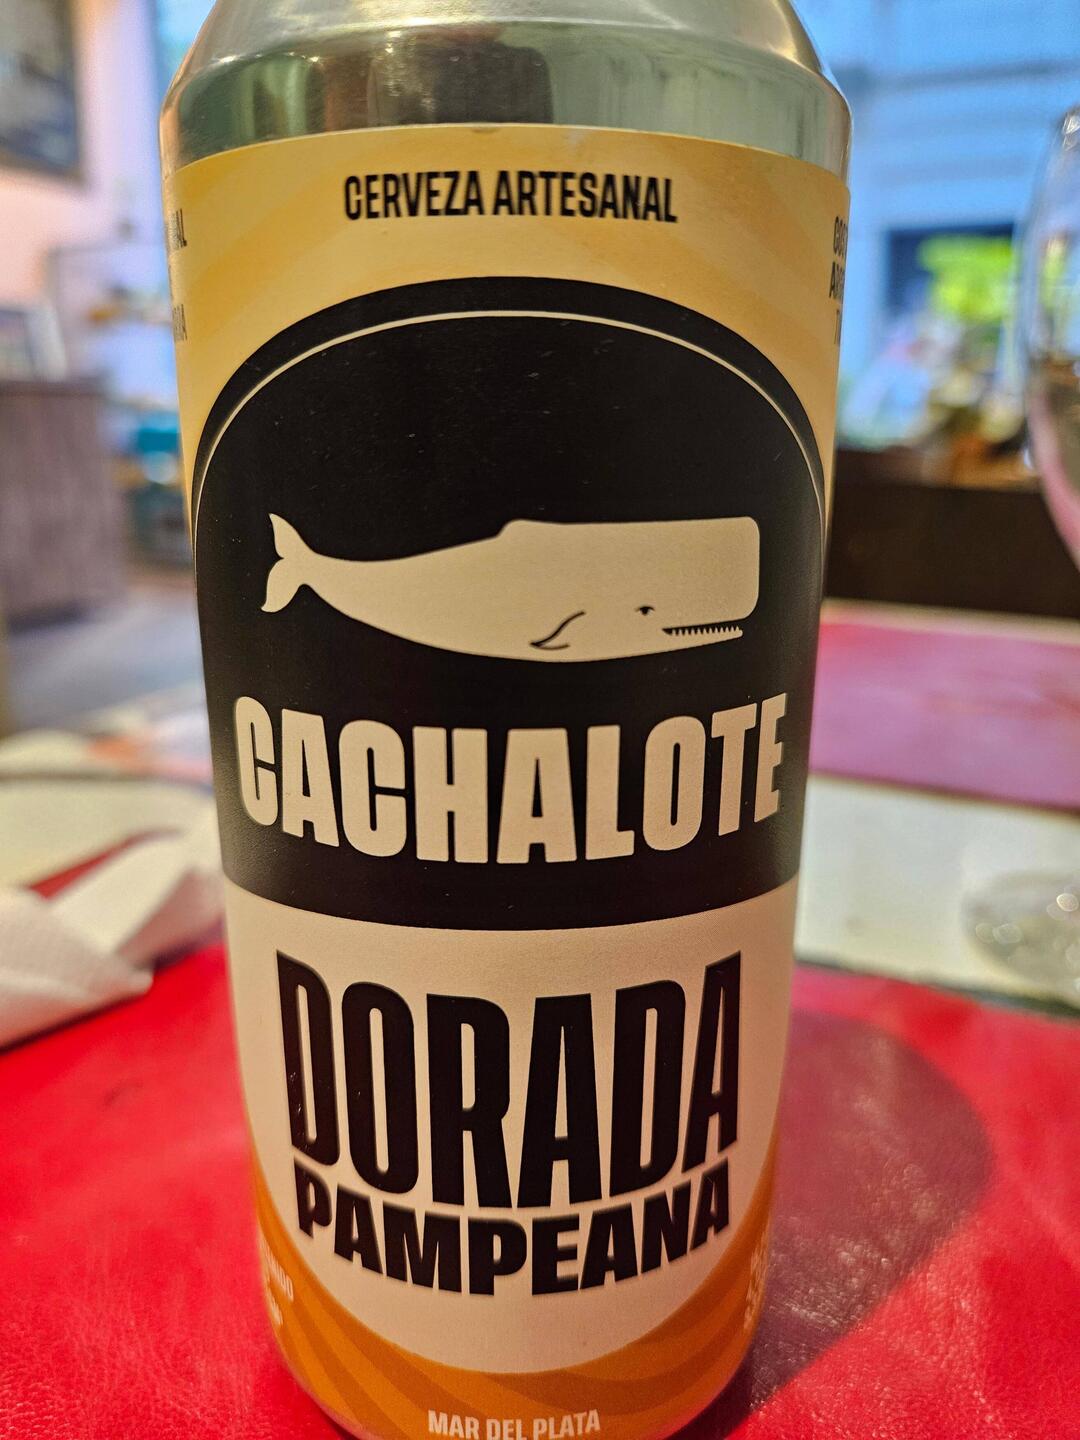 CERVEZA ARTESANAL
CACHALOTE
DORADA
PAMPEANA
MAR DEL PLATA